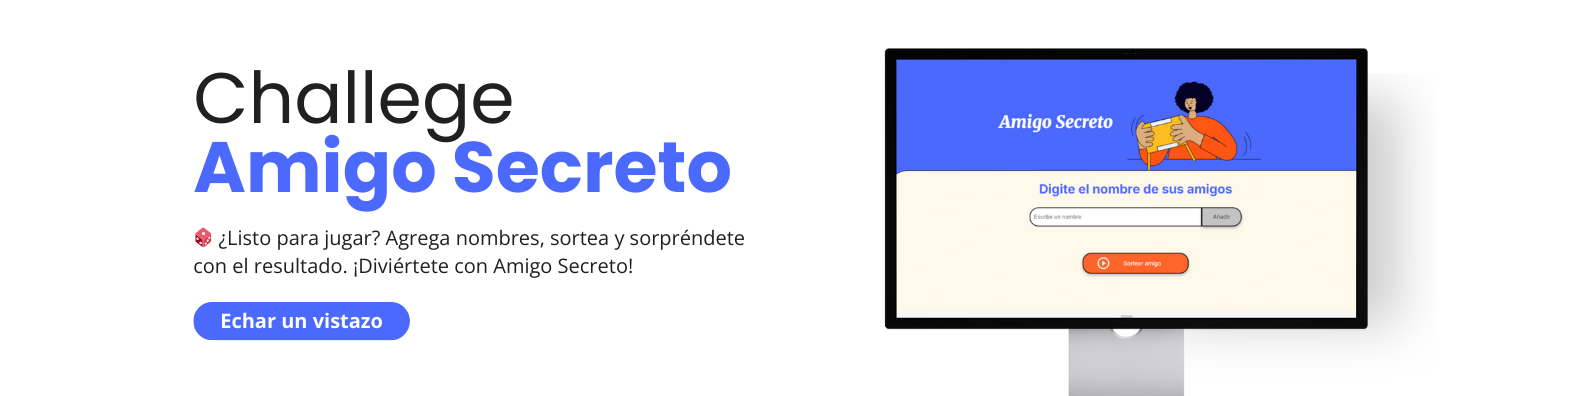 Challege
Amigo Secreto
¿Listo para jugar? Agrega nombres, sortea y sorpréndete
con el resultado. ¡Diviértete con Amigo Secreto!
Echar un vistazo
Amigo Secreto
Digite el nombre de sus amigos
Escribe un nombre
Añadir
Sortear amigo